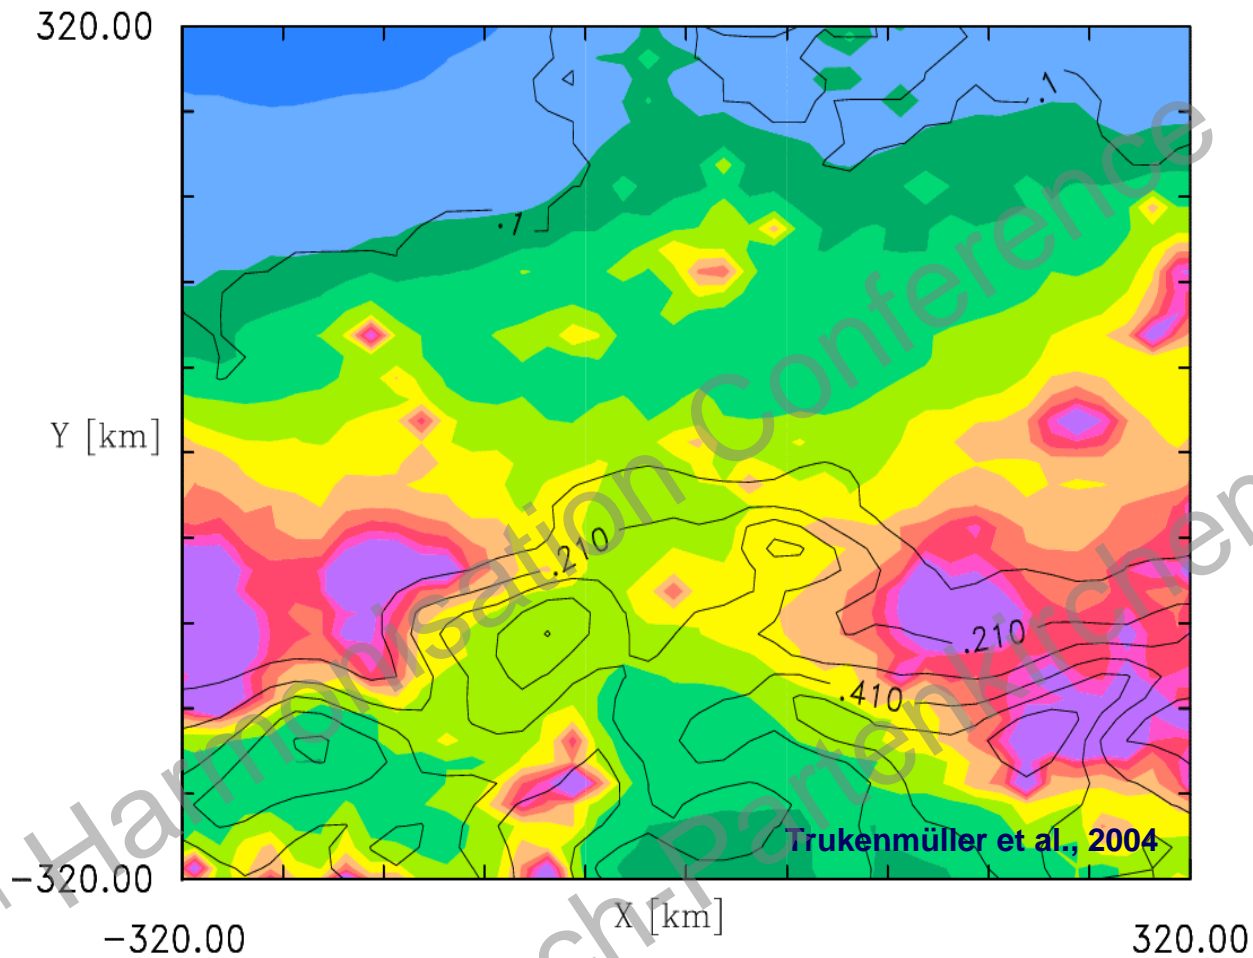 320.00
.1
.1
Y [km]
.210
.210
.410
Trukenmüller et al., 2004
−320.00
X [km]
−320.00
320.00
Harmonisation Conference
ch-Partenkirchen